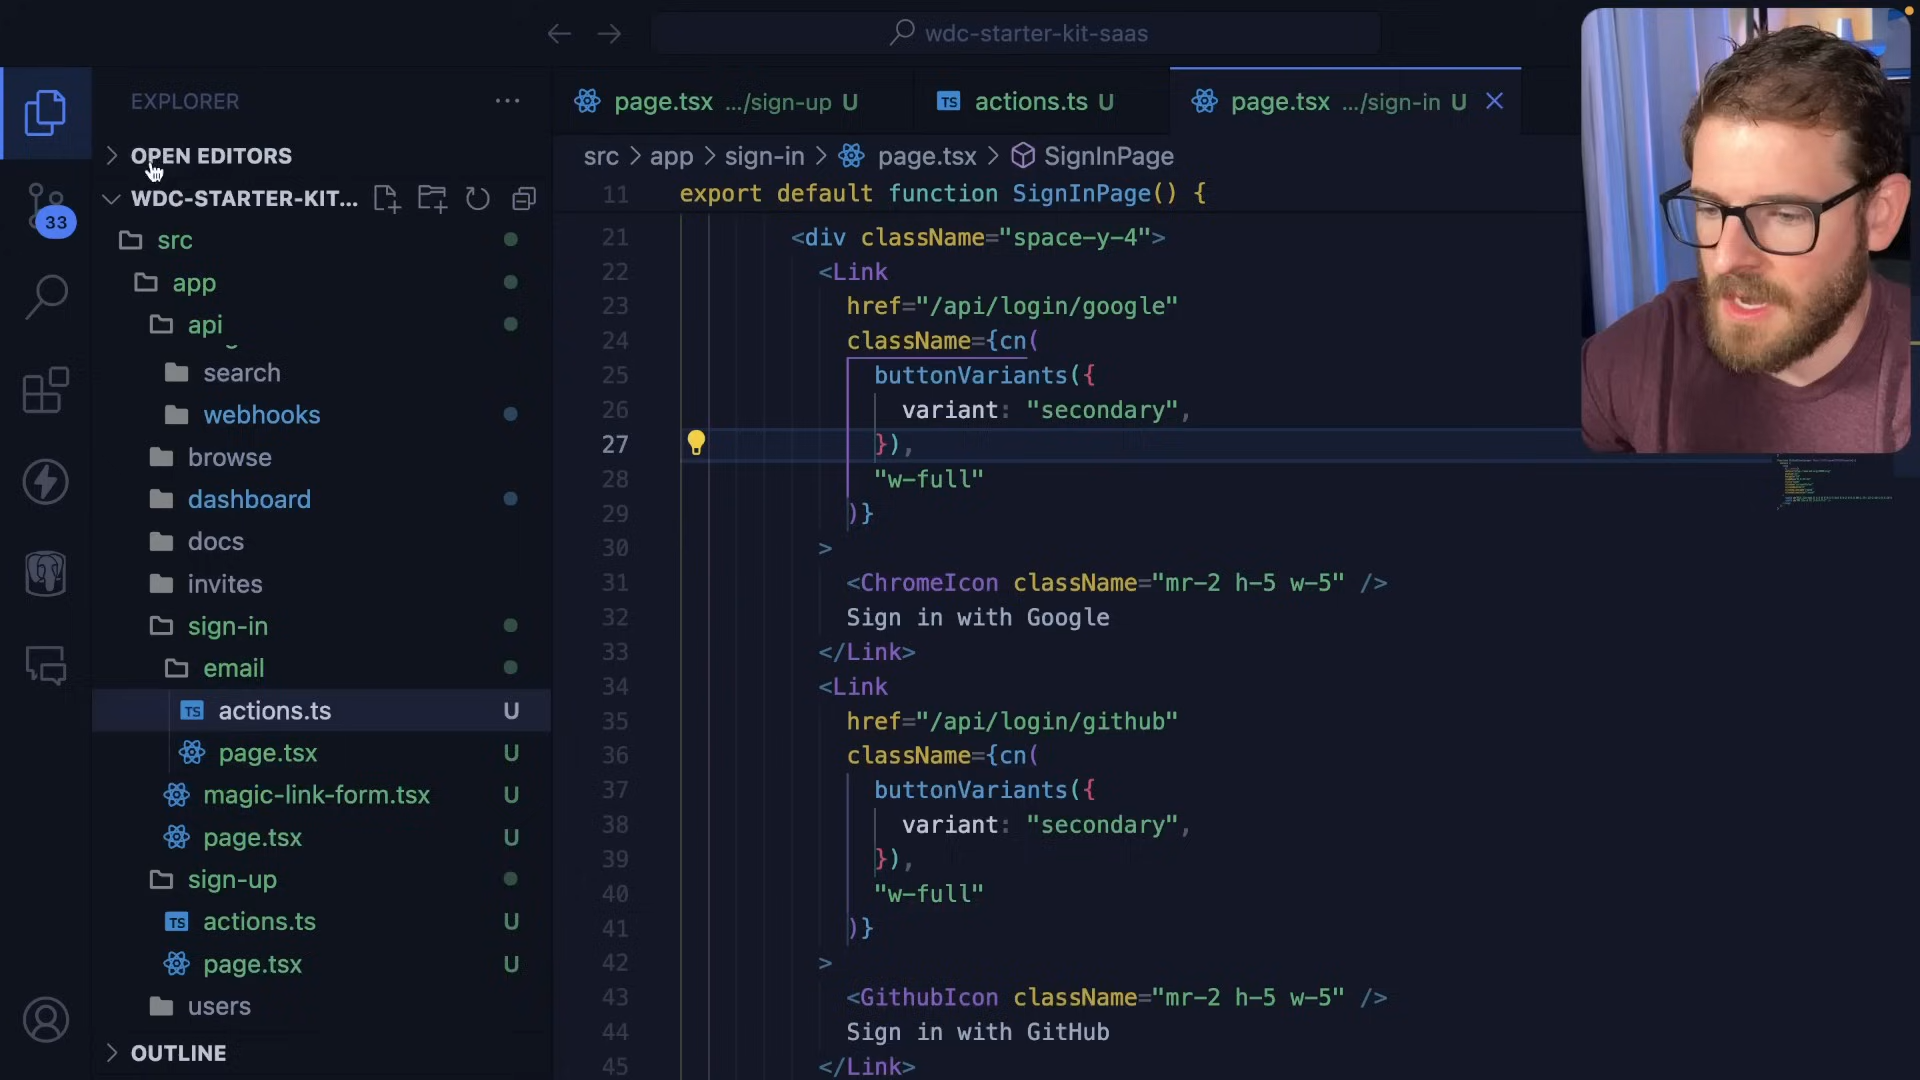 wdc-starter-kit-saas
EXPLORER
OPEN EDITORS
WDC-STARTER-KIT...
src
app
api
search
webhooks
browse
dashboard
docs
invites
sign-in
email
TS actions.ts U
page.tsx U
magic-link-form.tsx U
page.tsx U
sign-up
TS actions.ts U
page.tsx U
users
OUTLINE
33
page.tsx .../sign-up U
TS actions.ts U
page.tsx .../sign-in U
src > app > sign-in > page.tsx > SignInPage
11 export default function SignInPage() {
21 <div className="space-y-4">
22 <Link
23 href="/api/login/google"
24 className={cn(
25 buttonVariants({
26 variant: "secondary",
27 }),
28 "w-full"
29 )}
30 >
31 <ChromeIcon className="mr-2 h-5 w-5" />
32 Sign in with Google
33 </Link>
34 <Link
35 href="/api/login/github"
36 className={cn(
37 buttonVariants({
38 variant: "secondary",
39 }),
40 "w-full"
41 )}
42 >
43 <GithubIcon className="mr-2 h-5 w-5" />
44 Sign in with GitHub
45 </Link>